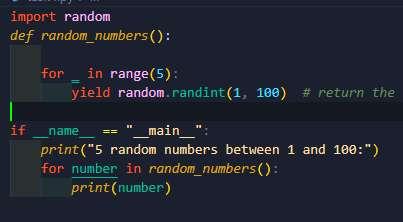 import random
def random_numbers():
for _ in range(5):
yield random.randint(1, 100)  # return the
if __name__ == "__main__":
print("5 random numbers between 1 and 100:")
for number in random_numbers():
print(number)